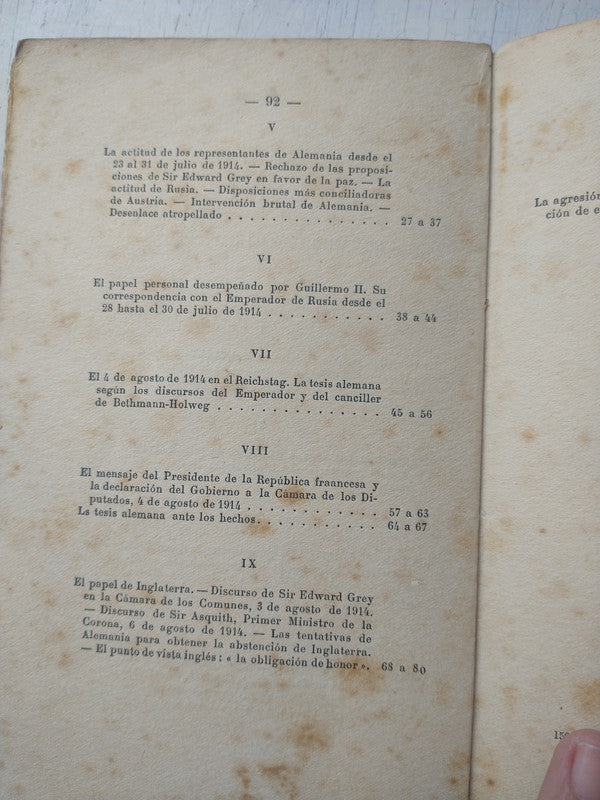 — 92 —
V
La actitud de los representantes de Alemania desde el
23 al 31 de julio de 1914. — Rechazo de las proposi-
ciones de Sir Edward Grey en favor de la paz. — La
actitud de Rusia. — Disposiciones más conciliadoras
de Austria. — Intervención brutal de Alemania. —
Desenlace atropellado . . . . . . . . . . . . . . . 27 a 37
VI
El papel personal desempeñado por Guillermo II. Su
correspondencia con el Emperador de Rusia desde el
28 hasta el 30 de julio de 1914 . . . . . . . . . . . 38 a 44
VII
El 4 de agosto de 1914 en el Reichstag. La tesis alemana
según los discursos del Emperador y del canciller
de Bethmann-Holweg . . . . . . . . . . . . . . . 45 a 56
VIII
El mensaje del Presidente de la República fraancesa y
la declaración del Gobierno a la Cámara de los Di-
putados, 4 de agosto de 1914 . . . . . . . . . . . . 57 a 63
Ls tesis alemana ante los hechos. . . . . . . . . . . 64 a 67
IX
El papel de Inglaterra. — Discurso de Sir Edward Grey
en la Cámara de los Comunes, 3 de agosto de 1914.
— Discurso de Sir Asquith, Primer Ministro de la
Corona, 6 de agosto de 1914. — Las tentativas de
Alemania para obtener la abstención de Inglaterra.
— El punto de vista inglés : « la obligación de honor ». 68 a 80
La agresión
ción de e